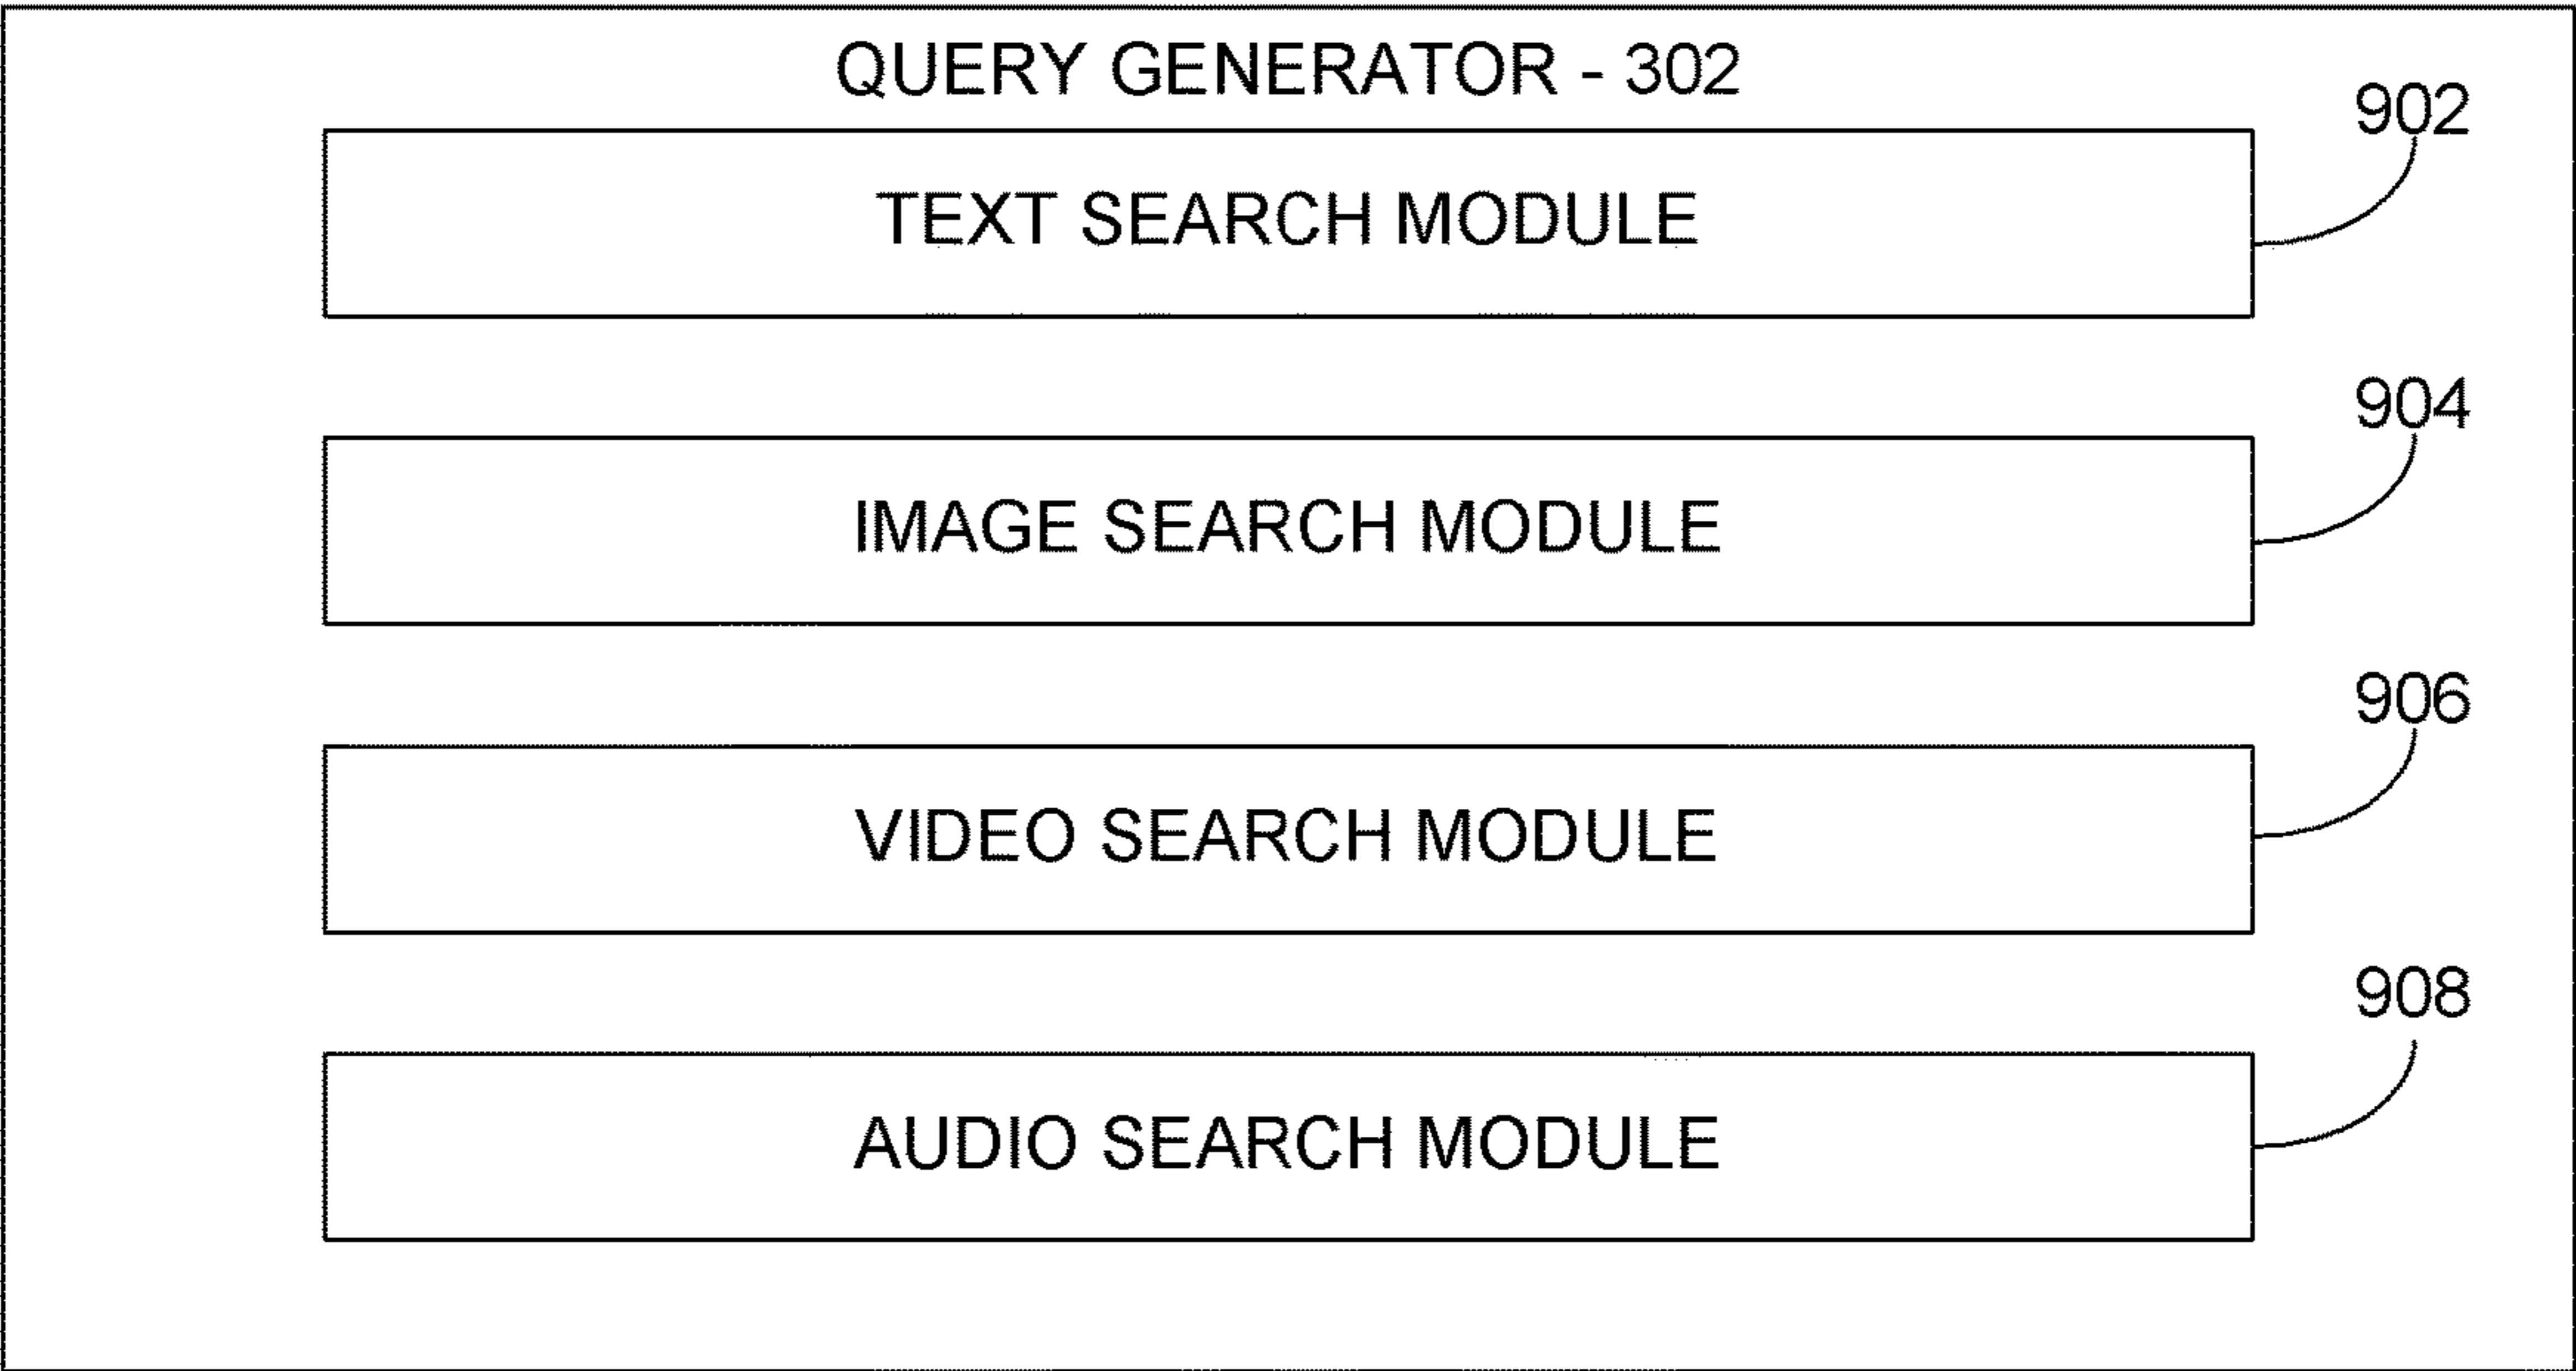 QUERY GENERATOR - 302
902
TEXT SEARCH MODULE
904
IMAGE SEARCH MODULE
906
VIDEO SEARCH MODULE
908
AUDIO SEARCH MODULE